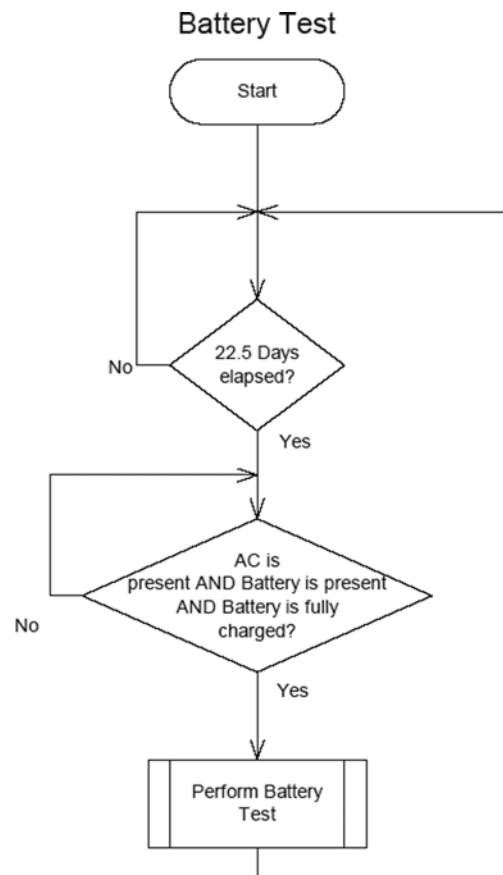 Battery Test
Start
22.5 Days
elapsed?
No
Yes
AC is
present AND Battery is present
AND Battery is fully
charged?
No
Yes
Perform Battery
Test